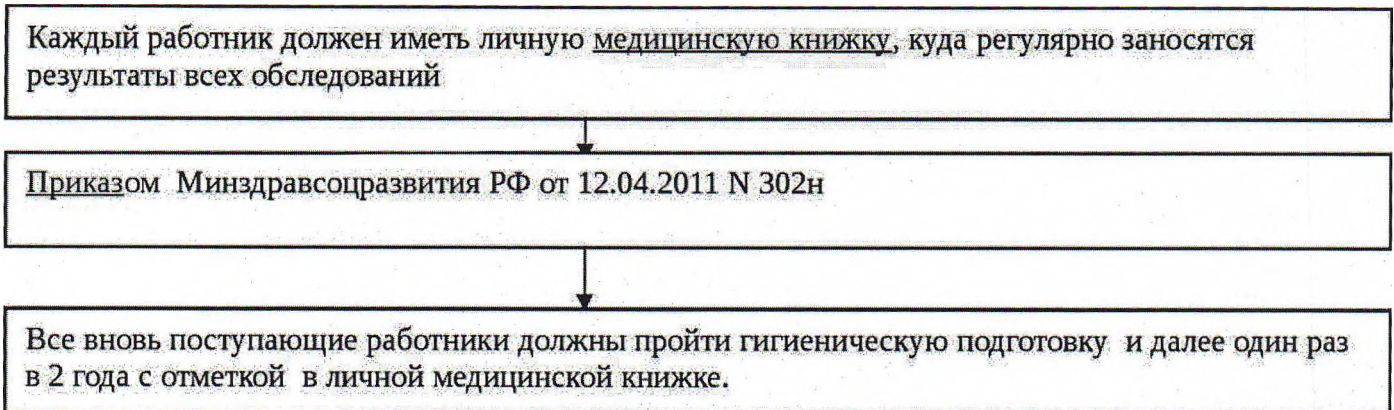 Каждый работник должен иметь личную медицинскую книжку, куда регулярно заносятся
результаты всех обследований
Приказом Минздравсоцразвития РФ от 12.04.2011 N 302н
Все вновь поступающие работники должны пройти гигиеническую подготовку и далее один раз
в 2 года с отметкой в личной медицинской книжке.